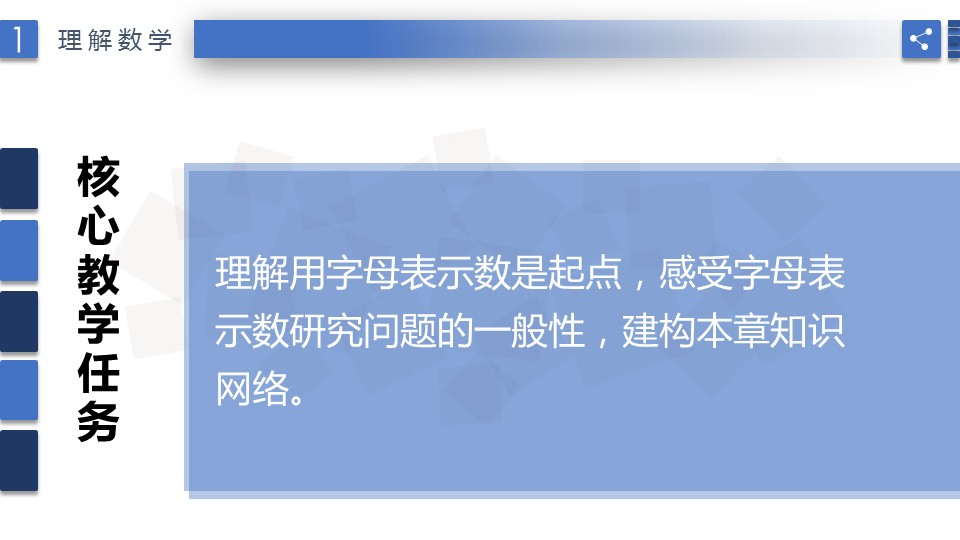 1
理解数学
核心教学任务
理解用字母表示数是起点，感受字母表
示数研究问题的一般性，建构本章知识
网络。